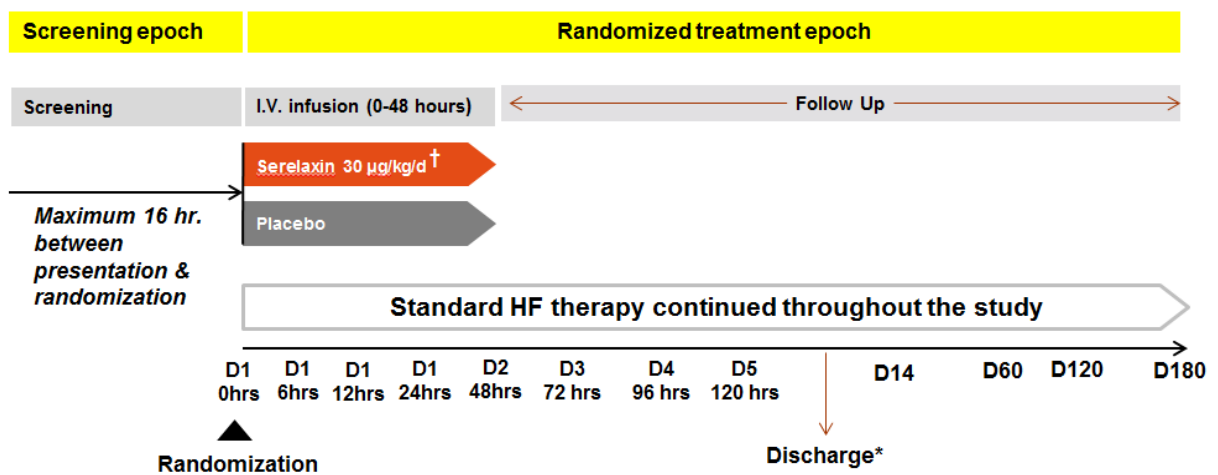 Screening epoch
Randomized treatment epoch
Screening
I.V. infusion (0-48 hours)
Follow Up
Serelaxin 30 µg/kg/d†
Placebo
Maximum 16 hr.
between
presentation &
randomization
Standard HF therapy continued throughout the study
D1 D1 D1 D1 D2 D3 D4 D5 D14 D60 D120 D180
0hrs 6hrs 12hrs 24hrs 48hrs 72 hrs 96 hrs 120 hrs
Discharge*
Randomization